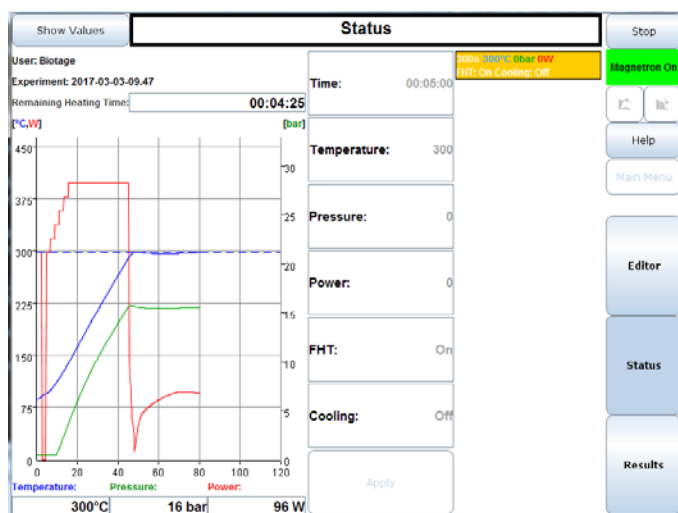 Show Values
Status
Stop
User: Biotage
Experiment: 2017-03-03-09.47
Remaining Heating Time: 00:04:25
[°C,W] [bar]
450
375
300
225
150
75
0
30
25
20
15
10
5
0
0 20 40 60 80 100 120
Temperature: Pressure: Power:
300°C 16 bar 96 W
Time: 00:05:00
Temperature: 300
Pressure: 0
Power: 0
FHT: On
Cooling: Off
Apply
300s 300°C 0bar 0W
FHT: On Cooling: Off
Magnetron On
Help
Main Menu
Editor
Status
Results